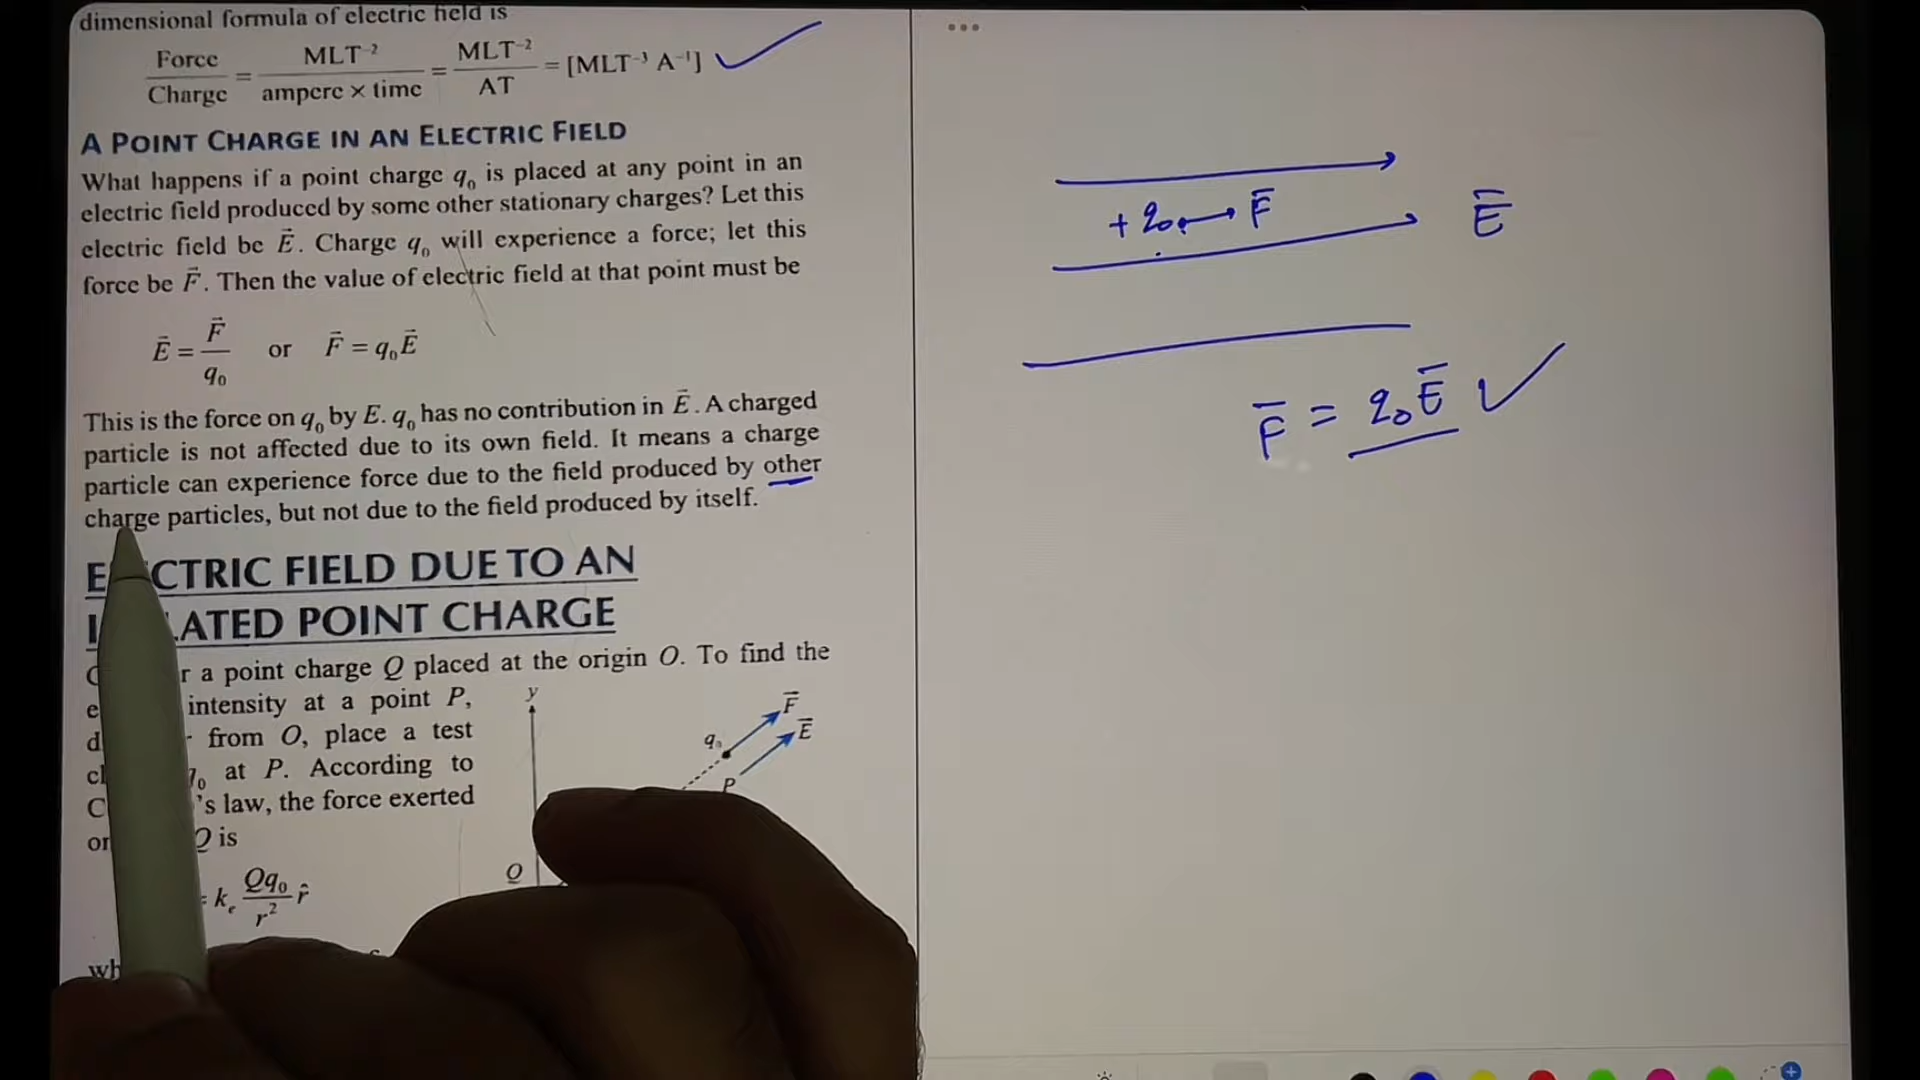 dimensional formula of electric field is
Force / Charge = MLT⁻² / ampere × time = MLT⁻² / AT = [MLT⁻³ A⁻¹]
A POINT CHARGE IN AN ELECTRIC FIELD
What happens if a point charge q₀ is placed at any point in an
electric field produced by some other stationary charges? Let this
electric field be E⃗. Charge q₀ will experience a force; let this
force be F⃗. Then the value of electric field at that point must be
E⃗ = F⃗ / q₀ or F⃗ = q₀E⃗
This is the force on q₀ by E. q₀ has no contribution in E⃗. A charged
particle is not affected due to its own field. It means a charge
particle can experience force due to the field produced by other
charge particles, but not due to the field produced by itself.
CTRIC FIELD DUE TO AN
LATED POINT CHARGE
r a point charge Q placed at the origin O. To find the
intensity at a point P,
from O, place a test
q₀ at P. According to
's law, the force exerted
Q is
= kₑ Qq₀ / r² r̂
wh
y
F⃗
E⃗
q₀
P
Q
+q₀ → F̄
Ē
F̄ = q₀Ē